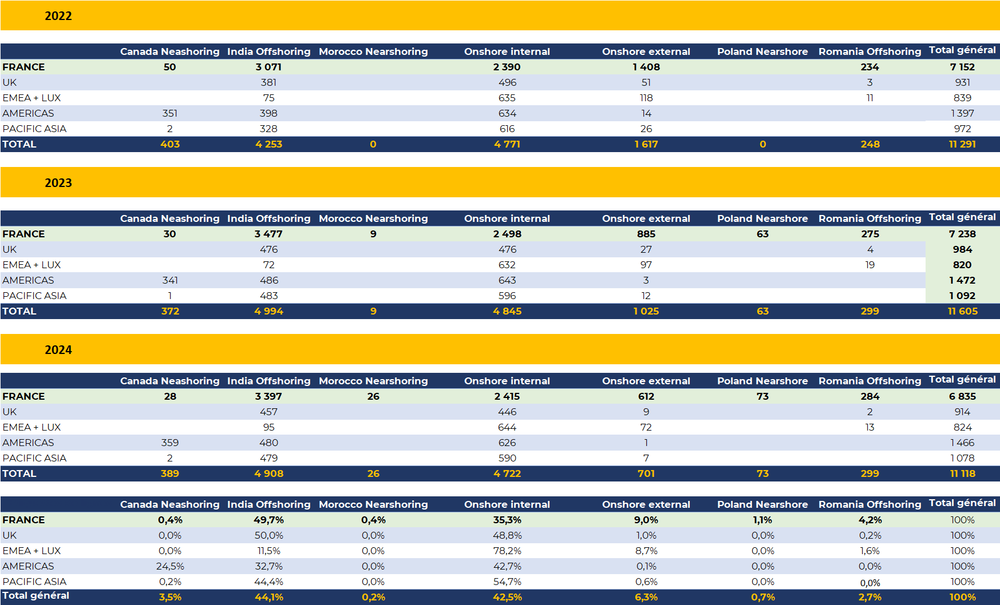 2022
Canada Neashoring India Offshoring Morocco Nearshoring Onshore internal Onshore external Poland Nearshore Romania Offshoring Total général
FRANCE 50 3 071 2 390 1 408 234 7 152
UK 381 496 51 3 931
EMEA + LUX 75 635 118 11 839
AMERICAS 351 398 634 14 1 397
PACIFIC ASIA 2 328 616 26 972
TOTAL 403 4 253 0 4 771 1 617 0 248 11 291
2023
Canada Neashoring India Offshoring Morocco Nearshoring Onshore internal Onshore external Poland Nearshore Romania Offshoring Total général
FRANCE 30 3 477 9 2 498 885 63 275 7 238
UK 476 476 27 4 984
EMEA + LUX 72 632 97 19 820
AMERICAS 341 486 643 3 1 472
PACIFIC ASIA 1 483 596 12 1 092
TOTAL 372 4 994 9 4 845 1 025 63 299 11 605
2024
Canada Neashoring India Offshoring Morocco Nearshoring Onshore internal Onshore external Poland Nearshore Romania Offshoring Total général
FRANCE 28 3 397 26 2 415 612 73 284 6 835
UK 457 446 9 2 914
EMEA + LUX 95 644 72 13 824
AMERICAS 359 480 626 1 1 466
PACIFIC ASIA 2 479 590 7 1 078
TOTAL 389 4 908 26 4 722 701 73 299 11 118
Canada Neashoring India Offshoring Morocco Nearshoring Onshore internal Onshore external Poland Nearshore Romania Offshoring Total général
FRANCE 0,4% 49,7% 0,4% 35,3% 9,0% 1,1% 4,2% 100%
UK 0,0% 50,0% 0,0% 48,8% 1,0% 0,0% 0,2% 100%
EMEA + LUX 0,0% 11,5% 0,0% 78,2% 8,7% 0,0% 1,6% 100%
AMERICAS 24,5% 32,7% 0,0% 42,7% 0,1% 0,0% 0,0% 100%
PACIFIC ASIA 0,2% 44,4% 0,0% 54,7% 0,6% 0,0% 0,0% 100%
Total général 3,5% 44,1% 0,2% 42,5% 6,3% 0,7% 2,7% 100%